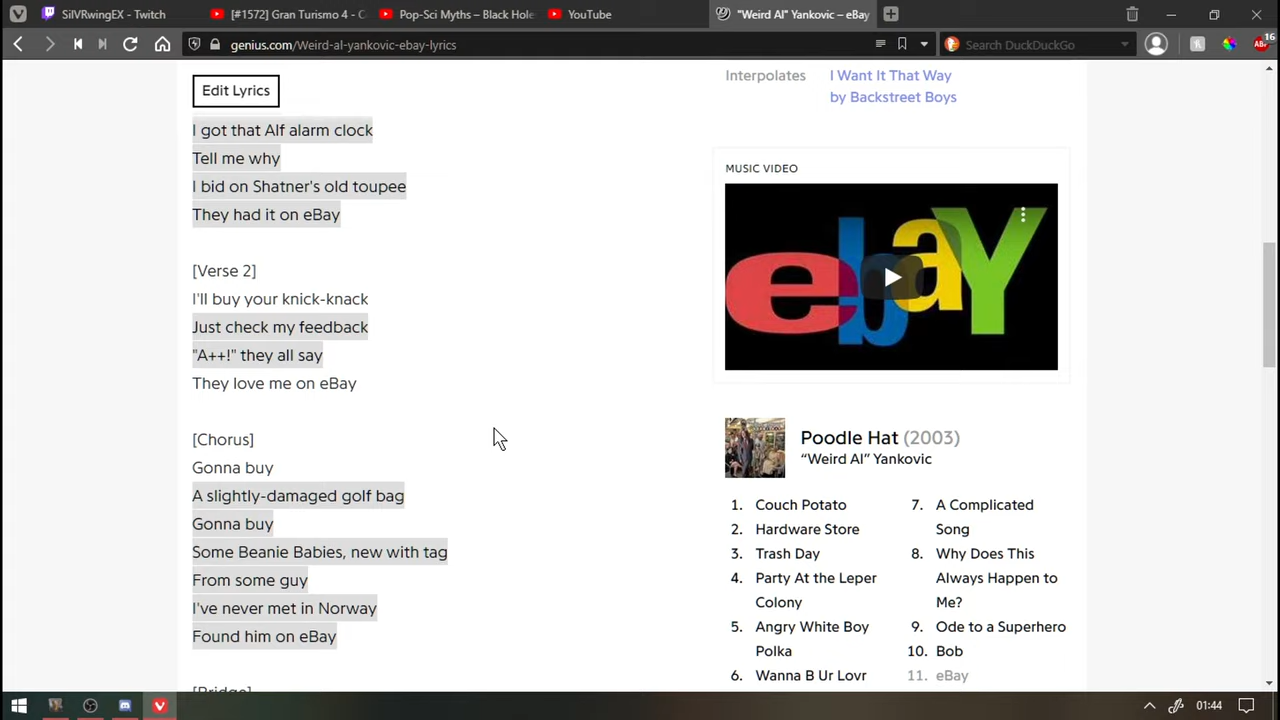 SilVRwingEX - Twitch
[#1572] Gran Turismo 4 - C
Pop-Sci Myths – Black Hole
YouTube
"Weird Al" Yankovic – eBay
genius.com/Weird-al-yankovic-ebay-lyrics
Search DuckDuckGo
16
ABP
Edit Lyrics
I got that Alf alarm clock
Tell me why
I bid on Shatner's old toupee
They had it on eBay
[Verse 2]
I'll buy your knick-knack
Just check my feedback
"A++!" they all say
They love me on eBay
[Chorus]
Gonna buy
A slightly-damaged golf bag
Gonna buy
Some Beanie Babies, new with tag
From some guy
I've never met in Norway
Found him on eBay
[Bridge]
Interpolates
I Want It That Way
by Backstreet Boys
MUSIC VIDEO
ebaY
Poodle Hat (2003)
“Weird Al” Yankovic
1. Couch Potato
2. Hardware Store
3. Trash Day
4. Party At the Leper
Colony
5. Angry White Boy
Polka
6. Wanna B Ur Lovr
7. A Complicated
Song
8. Why Does This
Always Happen to
Me?
9. Ode to a Superhero
10. Bob
11. eBay
01:44